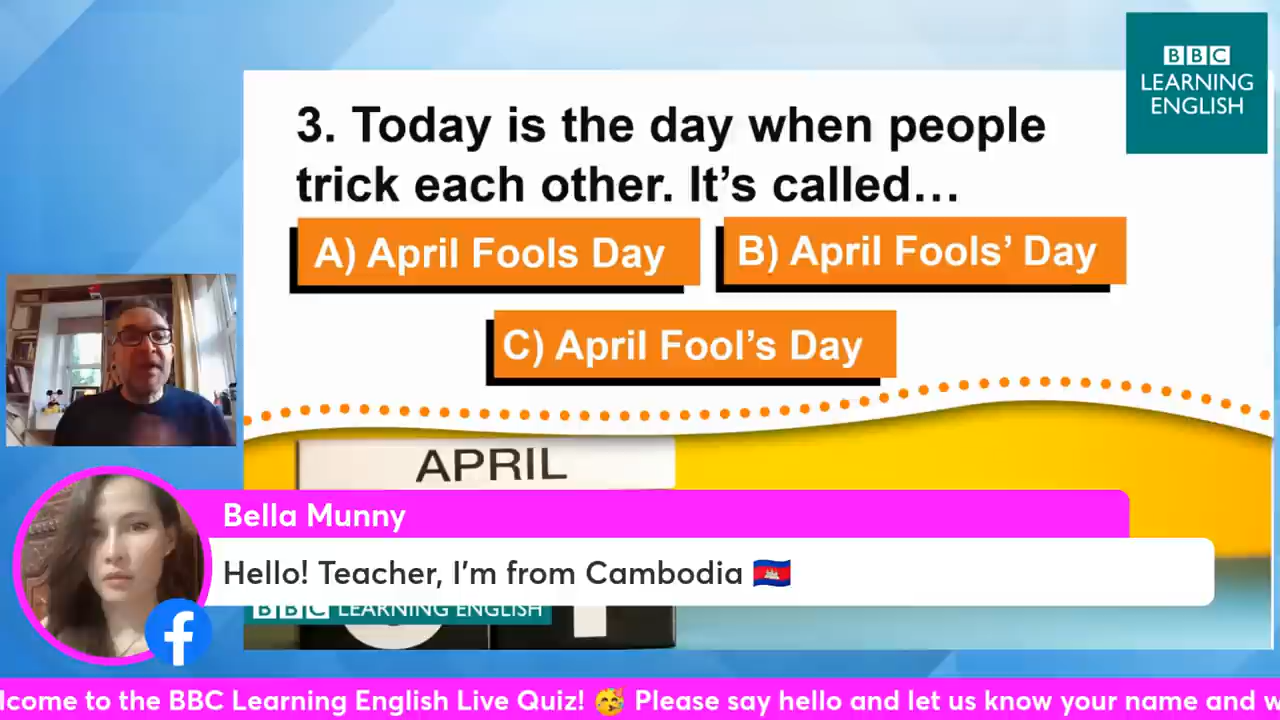 BBC
LEARNING
ENGLISH
3. Today is the day when people
trick each other. It's called...
A) April Fools Day
B) April Fools' Day
C) April Fool's Day
APRIL
Bella Munny
Hello! Teacher, I'm from Cambodia 🇰🇭
BBC LEARNING ENGLISH
lcome to the BBC Learning English Live Quiz! 🥳 Please say hello and let us know your name and w